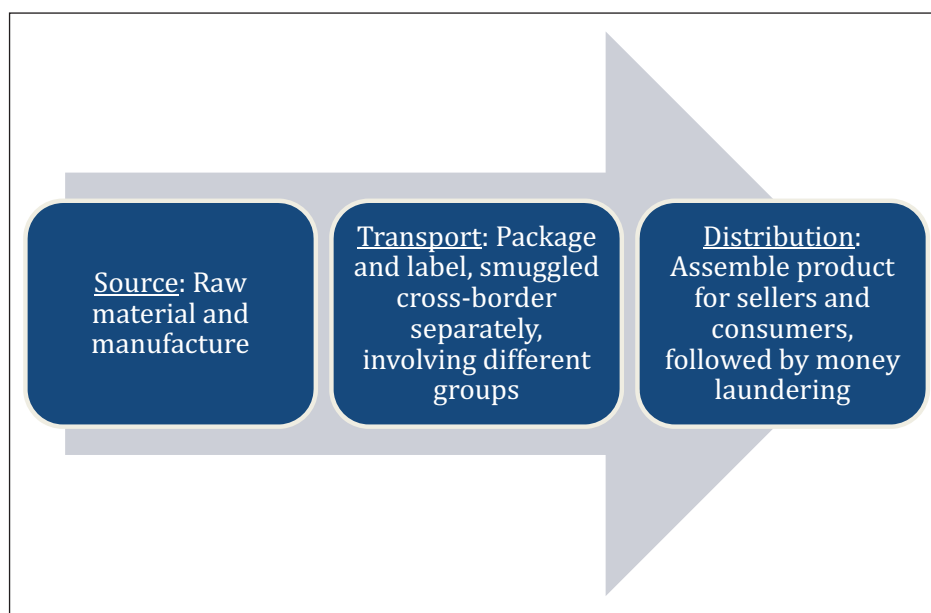 Source: Raw
material and
manufacture
Transport: Package
and label, smuggled
cross-border
separately,
involving different
groups
Distribution:
Assemble product
for sellers and
consumers,
followed by money
laundering